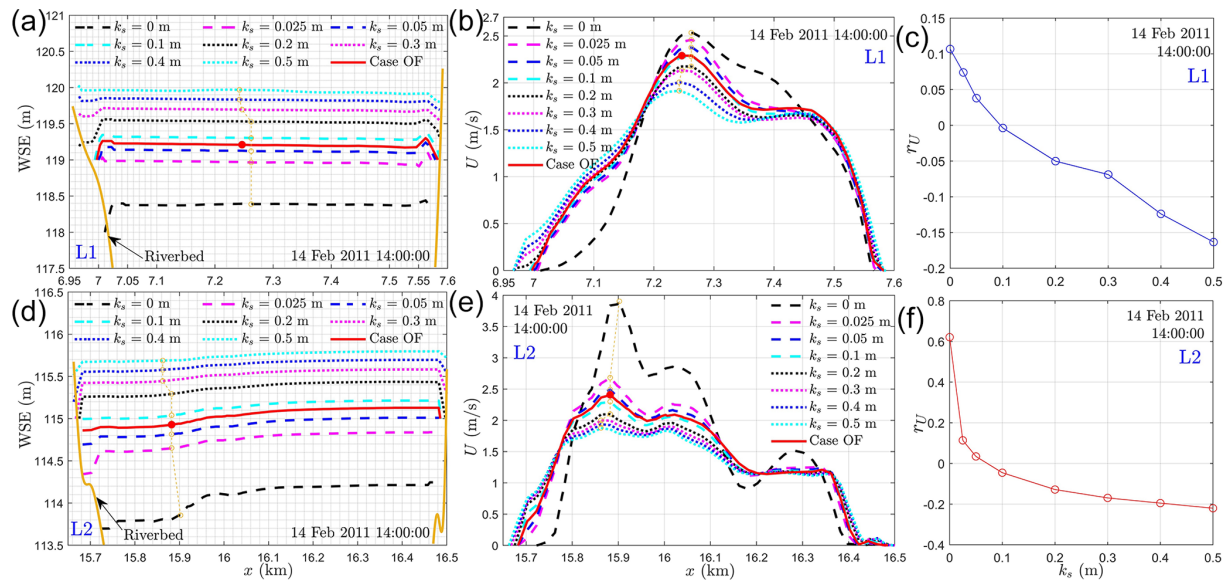 (a)
k_s = 0 m
k_s = 0.025 m
k_s = 0.05 m
k_s = 0.1 m
k_s = 0.2 m
k_s = 0.3 m
k_s = 0.4 m
k_s = 0.5 m
Case OF
WSE (m)
121
120.5
120
119.5
119
118.5
118
117.5
L1
Riverbed
14 Feb 2011 14:00:00
6.95 7 7.05 7.1 7.2 7.3 7.4 7.5 7.55 7.6
(b)
k_s = 0 m
k_s = 0.025 m
k_s = 0.05 m
k_s = 0.1 m
k_s = 0.2 m
k_s = 0.3 m
k_s = 0.4 m
k_s = 0.5 m
Case OF
14 Feb 2011 14:00:00
L1
U (m/s)
2.7
2.5
2
1.5
1
0.5
0
6.95 7 7.1 7.2 7.3 7.4 7.5 7.6
(c)
14 Feb 2011
14:00:00
L1
r_U
0.15
0.1
0.05
0
-0.05
-0.1
-0.15
-0.2
0 0.1 0.2 0.3 0.4 0.5
(d)
k_s = 0 m
k_s = 0.025 m
k_s = 0.05 m
k_s = 0.1 m
k_s = 0.2 m
k_s = 0.3 m
k_s = 0.4 m
k_s = 0.5 m
Case OF
WSE (m)
116.5
116
115.5
115
114.5
114
113.5
L2
Riverbed
14 Feb 2011 14:00:00
15.7 15.8 15.9 16 16.1 16.2 16.3 16.4 16.5
x (km)
(e)
14 Feb 2011
14:00:00
L2
k_s = 0 m
k_s = 0.025 m
k_s = 0.05 m
k_s = 0.1 m
k_s = 0.2 m
k_s = 0.3 m
k_s = 0.4 m
k_s = 0.5 m
Case OF
U (m/s)
4
3.5
3
2.5
2
1.5
1
0.5
0
15.7 15.8 15.9 16 16.1 16.2 16.3 16.4 16.5
x (km)
(f)
14 Feb 2011
14:00:00
L2
r_U
0.8
0.6
0.4
0.2
0
-0.2
-0.4
0 0.1 0.2 0.3 0.4 0.5
k_s (m)